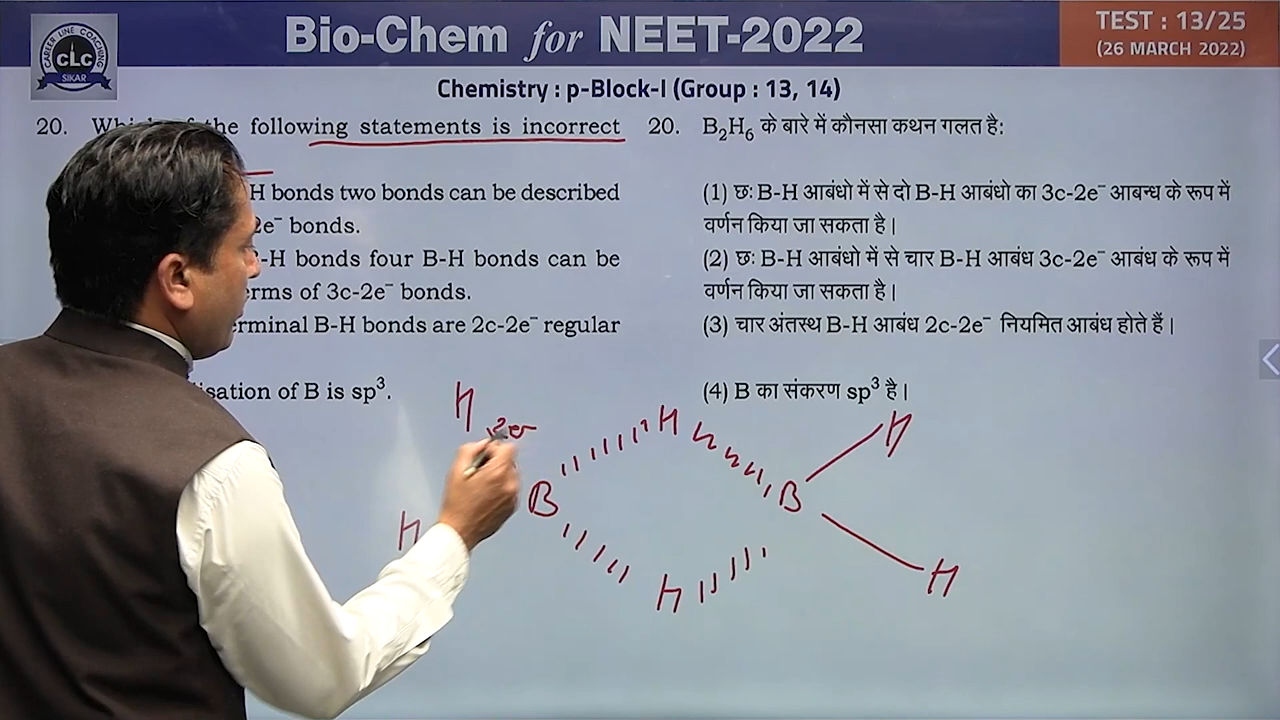 CAREER LINE COACHING
CLC
SIKAR
Bio-Chem for NEET-2022
TEST : 13/25
(26 MARCH 2022)
Chemistry : p-Block-I (Group : 13, 14)
20. the following statements is incorrect
H bonds two bonds can be described
2e⁻ bonds.
-H bonds four B-H bonds can be
erms of 3c-2e⁻ bonds.
erminal B-H bonds are 2c-2e⁻ regular
isation of B is sp³.
20. B₂H₆ के बारे में कौनसा कथन गलत है:
(1) छः B-H आबंधो में से दो B-H आबंधो का 3c-2e⁻ आबन्ध के रूप में
वर्णन किया जा सकता है।
(2) छः B-H आबंधो में से चार B-H आबंध 3c-2e⁻ आबंध के रूप में
वर्णन किया जा सकता है।
(3) चार अंतस्थ B-H आबंध 2c-2e⁻ नियमित आबंध होते हैं।
(4) B का संकरण sp³ है।
H 2e⁻ H H
B B
H H H